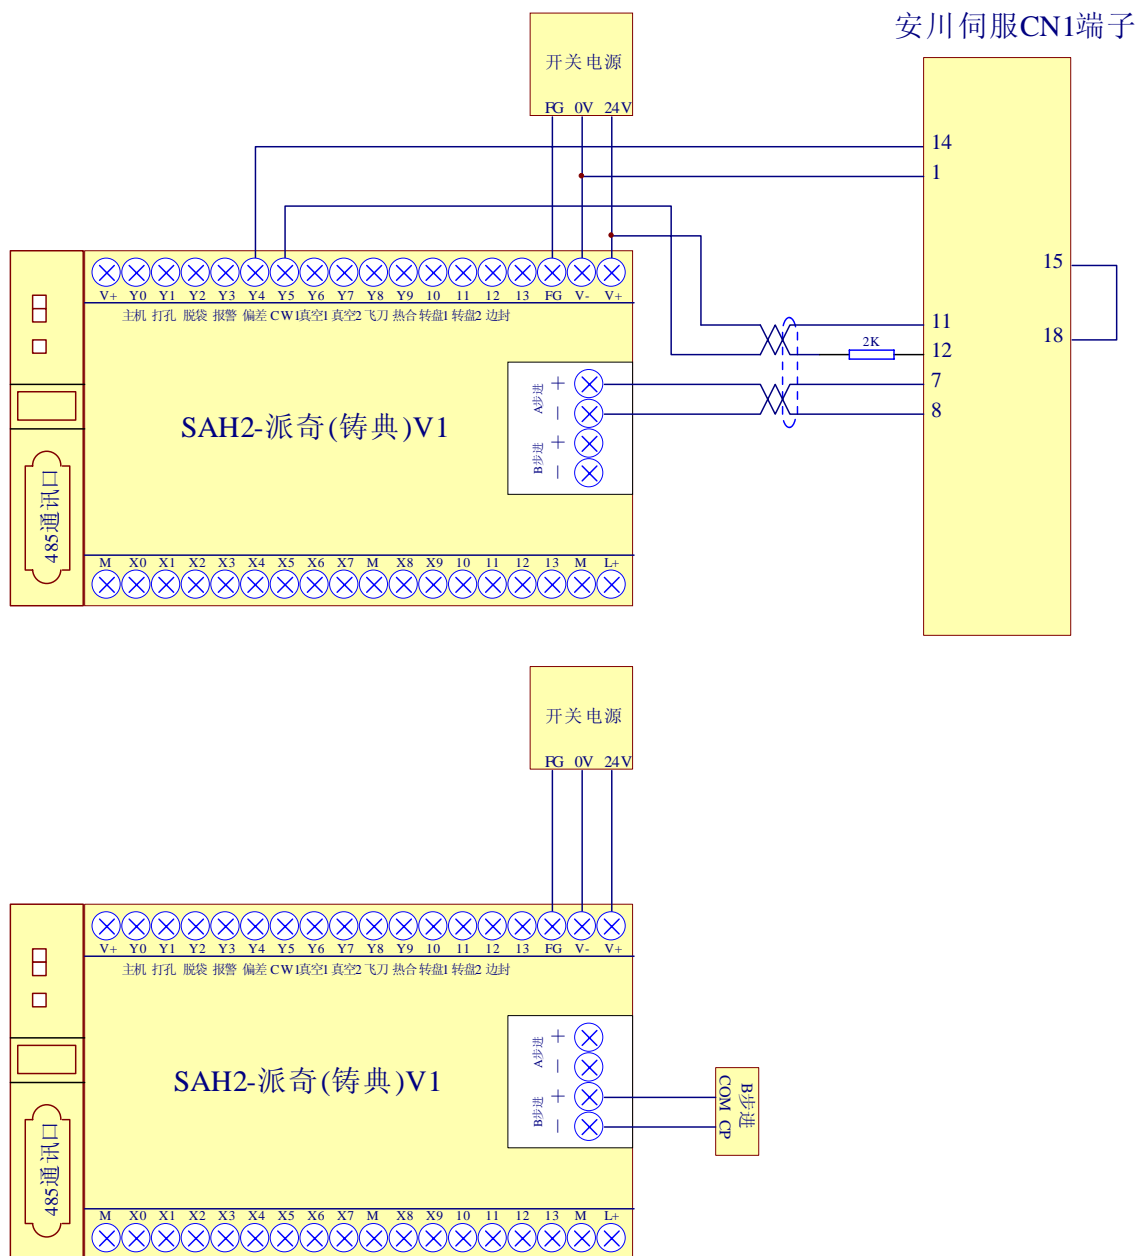 安川伺服CN1端子
开关电源
FG 0V 24V
14
1
15
18
11
2K
12
7
8
V+ Y0 Y1 Y2 Y3 Y4 Y5 Y6 Y7 Y8 Y9 10 11 12 13 FG V- V+
主机 打孔 脱袋 报警 偏差 CW1 真空1 真空2 飞刀 热合 转盘1 转盘2 边封
A步进 + -
B步进 + -
SAH2-派奇(铸典)V1
485通讯口
M X0 X1 X2 X3 X4 X5 X6 X7 M X8 X9 10 11 12 13 M L+
开关电源
FG 0V 24V
V+ Y0 Y1 Y2 Y3 Y4 Y5 Y6 Y7 Y8 Y9 10 11 12 13 FG V- V+
主机 打孔 脱袋 报警 偏差 CW1 真空1 真空2 飞刀 热合 转盘1 转盘2 边封
A步进 + -
B步进 + -
SAH2-派奇(铸典)V1
B步进
COM CP
485通讯口
M X0 X1 X2 X3 X4 X5 X6 X7 M X8 X9 10 11 12 13 M L+